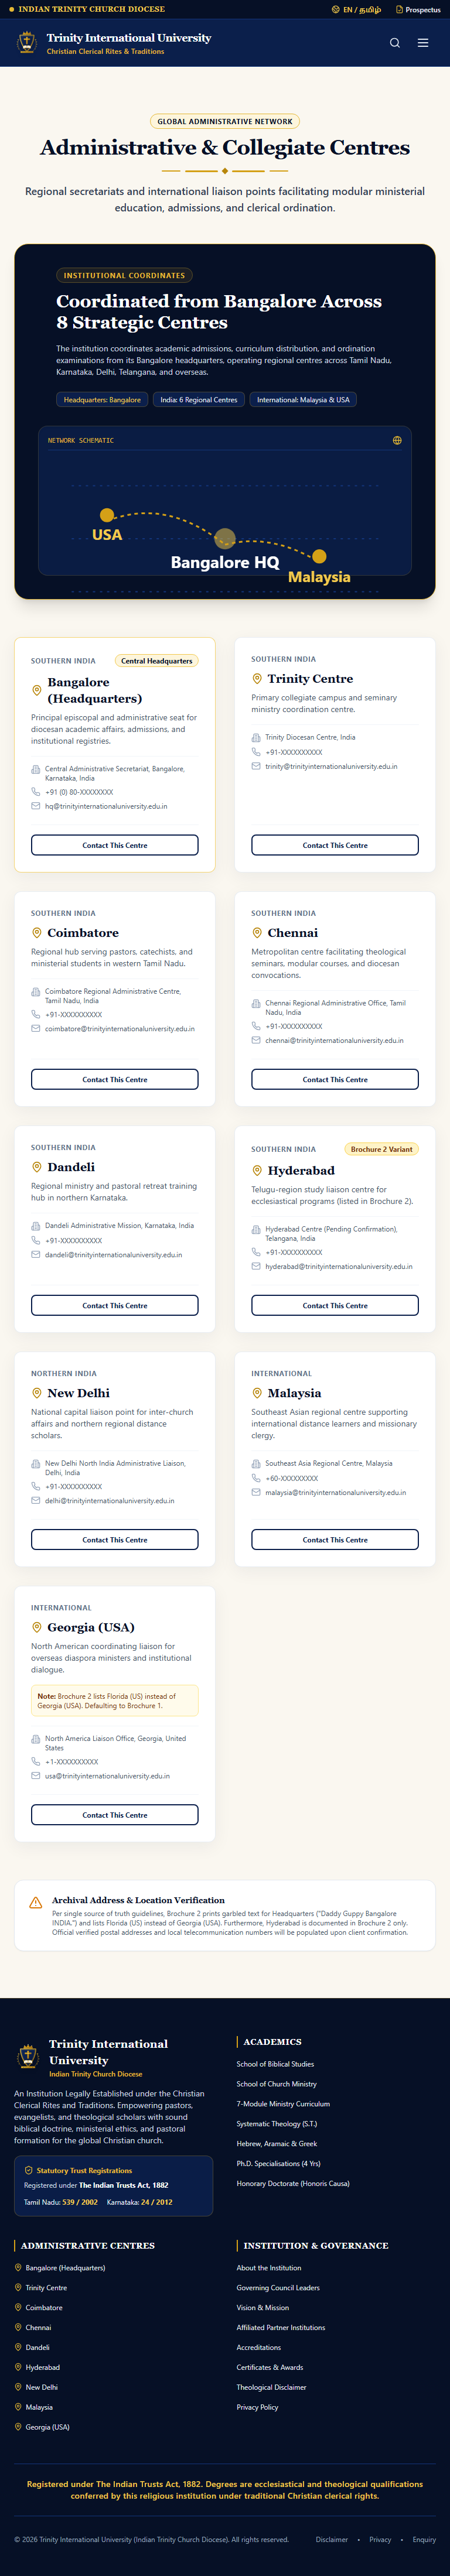 INDIAN TRINITY CHURCH DIOCESE
EN / தமிழ்
Prospectus
Trinity International University
Christian Clerical Rites & Traditions
GLOBAL ADMINISTRATIVE NETWORK
Administrative & Collegiate Centres
Regional secretariats and international liaison points facilitating modular ministerial
education, admissions, and clerical ordination.
INSTITUTIONAL COORDINATES
Coordinated from Bangalore Across
8 Strategic Centres
The institution coordinates academic admissions, curriculum distribution, and ordination
examinations from its Bangalore headquarters, operating regional centres across Tamil Nadu,
Karnataka, Delhi, Telangana, and overseas.
Headquarters: Bangalore
India: 6 Regional Centres
International: Malaysia & USA
NETWORK SCHEMATIC
USA
Bangalore HQ
Malaysia
SOUTHERN INDIA
Central Headquarters
Bangalore
(Headquarters)
Principal episcopal and administrative seat for
diocesan academic affairs, admissions, and
institutional registries.
Central Administrative Secretariat, Bangalore,
Karnataka, India
+91 (0) 80-XXXXXXXX
hq@trinityinternationaluniversity.edu.in
Contact This Centre
SOUTHERN INDIA
Trinity Centre
Primary collegiate campus and seminary
ministry coordination centre.
Trinity Diocesan Centre, India
+91-XXXXXXXXXX
trinity@trinityinternationaluniversity.edu.in
Contact This Centre
SOUTHERN INDIA
Coimbatore
Regional hub serving pastors, catechists, and
ministerial students in western Tamil Nadu.
Coimbatore Regional Administrative Centre,
Tamil Nadu, India
+91-XXXXXXXXXX
coimbatore@trinityinternationaluniversity.edu.in
Contact This Centre
SOUTHERN INDIA
Chennai
Metropolitan centre facilitating theological
seminars, modular courses, and diocesan
convocations.
Chennai Regional Administrative Office, Tamil
Nadu, India
+91-XXXXXXXXXX
chennai@trinityinternationaluniversity.edu.in
Contact This Centre
SOUTHERN INDIA
Dandeli
Regional ministry and pastoral retreat training
hub in northern Karnataka.
Dandeli Administrative Mission, Karnataka, India
+91-XXXXXXXXXX
dandeli@trinityinternationaluniversity.edu.in
Contact This Centre
SOUTHERN INDIA
Brochure 2 Variant
Hyderabad
Telugu-region study liaison centre for
ecclesiastical programs (listed in Brochure 2).
Hyderabad Centre (Pending Confirmation),
Telangana, India
+91-XXXXXXXXXX
hyderabad@trinityinternationaluniversity.edu.in
Contact This Centre
NORTHERN INDIA
New Delhi
National capital liaison point for inter-church
affairs and northern regional distance
scholars.
New Delhi North India Administrative Liaison,
Delhi, India
+91-XXXXXXXXXX
delhi@trinityinternationaluniversity.edu.in
Contact This Centre
INTERNATIONAL
Malaysia
Southeast Asian regional centre supporting
international distance learners and missionary
clergy.
Southeast Asia Regional Centre, Malaysia
+60-XXXXXXXXX
malaysia@trinityinternationaluniversity.edu.in
Contact This Centre
INTERNATIONAL
Georgia (USA)
North American coordinating liaison for
overseas diaspora ministers and institutional
dialogue.
Note: Brochure 2 lists Florida (US) instead of
Georgia (USA). Defaulting to Brochure 1.
North America Liaison Office, Georgia, United
States
+1-XXXXXXXXXX
usa@trinityinternationaluniversity.edu.in
Contact This Centre
Archival Address & Location Verification
Per single source of truth guidelines, Brochure 2 prints garbled text for Headquarters ("Daddy Guppy Bangalore
INDIA.") and lists Florida (US) instead of Georgia (USA). Furthermore, Hyderabad is documented in Brochure 2 only.
Official verified postal addresses and local telecommunication numbers will be populated upon client confirmation.
Trinity International
University
Indian Trinity Church Diocese
An Institution Legally Established under the Christian
Clerical Rites and Traditions. Empowering pastors,
evangelists, and theological scholars with sound
biblical doctrine, ministerial ethics, and pastoral
formation for the global Christian church.
Statutory Trust Registrations
Registered under The Indian Trusts Act, 1882
Tamil Nadu: 539 / 2002 Karnataka: 24 / 2012
ACADEMICS
School of Biblical Studies
School of Church Ministry
7-Module Ministry Curriculum
Systematic Theology (S.T.)
Hebrew, Aramaic & Greek
Ph.D. Specialisations (4 Yrs)
Honorary Doctorate (Honoris Causa)
ADMINISTRATIVE CENTRES
Bangalore (Headquarters)
Trinity Centre
Coimbatore
Chennai
Dandeli
Hyderabad
New Delhi
Malaysia
Georgia (USA)
INSTITUTION & GOVERNANCE
About the Institution
Governing Council Leaders
Vision & Mission
Affiliated Partner Institutions
Accreditations
Certificates & Awards
Theological Disclaimer
Privacy Policy
Registered under The Indian Trusts Act, 1882. Degrees are ecclesiastical and theological qualifications
conferred by this religious institution under traditional Christian clerical rights.
© 2026 Trinity International University (Indian Trinity Church Diocese). All rights reserved.
Disclaimer • Privacy • Enquiry